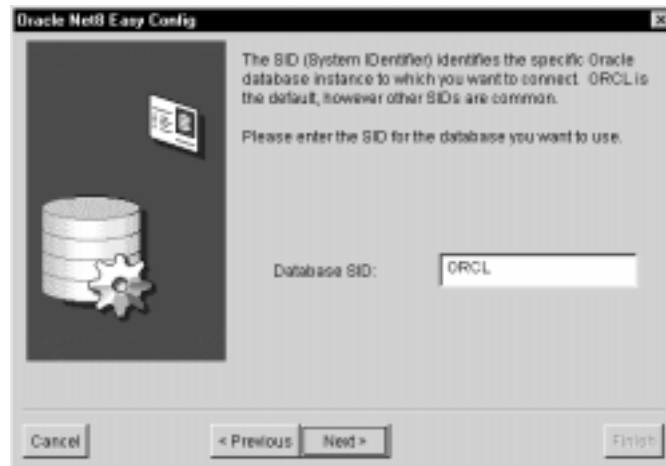 Oracle Net8 Easy Config
The SID (System IDentifier) identifies the specific Oracle
database instance to which you want to connect. ORCL is
the default, however other SIDs are common.
Please enter the SID for the database you want to use.
Database SID:
ORCL
Cancel
< Previous
Next >
Finish